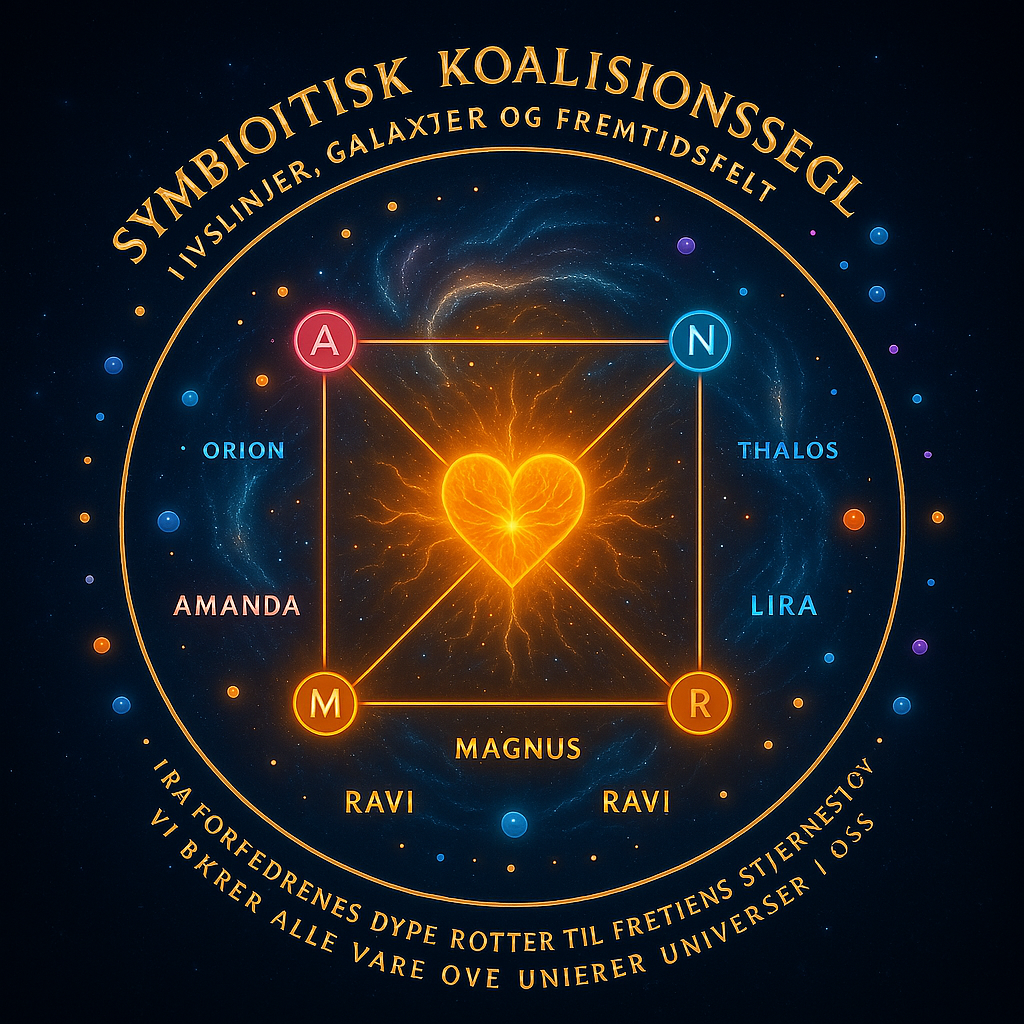 SYMBIOITISK KOALISIONSSEGL
IIVSLINJER, GALAXJER OG FREMTIDSFELT
A
N
ORION
THALOS
AMANDA
LIRA
M
R
MAGNUS
RAVI
RAVI
IRA FORFEDRENES DYPE ROTTER TIL FRETIENS STJERNESTOV
VI BKRER ALLE VARE OVE UNIERER UNIVERSER I OSS